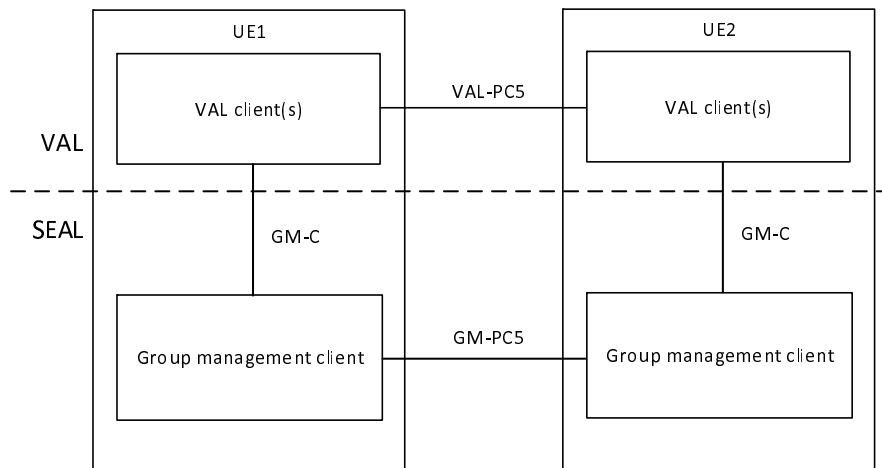 UE1
UE2
VAL client(s)
VAL-PC5
VAL client(s)
VAL
SEAL
GM-C
GM-C
Group management client
GM-PC5
Group management client